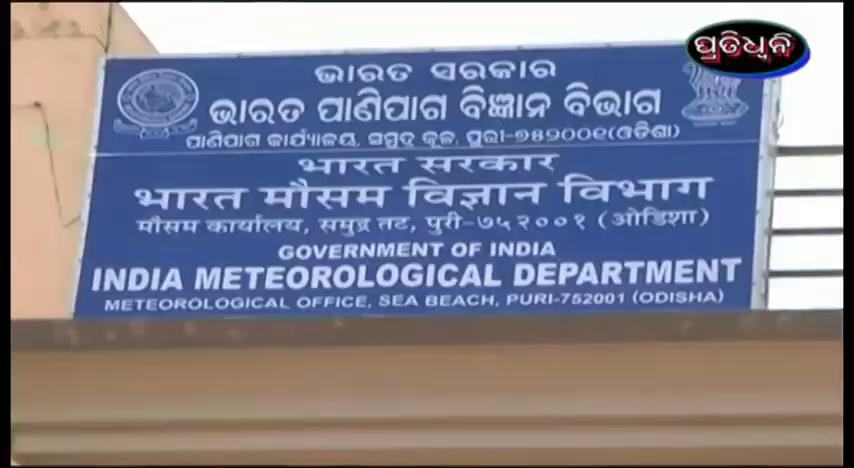 ପ୍ରତିଧ୍ୱନି
ଭାରତ ସରକାର
ଭାରତ ପାଣିପାଗ ବିଜ୍ଞାନ ବିଭାଗ
ପାଣିପାଗ କାର୍ଯ୍ୟାଳୟ, ସମୁଦ୍ର କୂଳ, ପୁରୀ-୭୫୨୦୦୧(ଓଡିଶା)
भारत सरकार
भारत मौसम विज्ञान विभाग
मौसम कार्यालय, समुद्र तट, पुरी-७५२००१ (ओडिशा)
GOVERNMENT OF INDIA
INDIA METEOROLOGICAL DEPARTMENT
METEOROLOGICAL OFFICE, SEA BEACH, PURI-752001 (ODISHA)